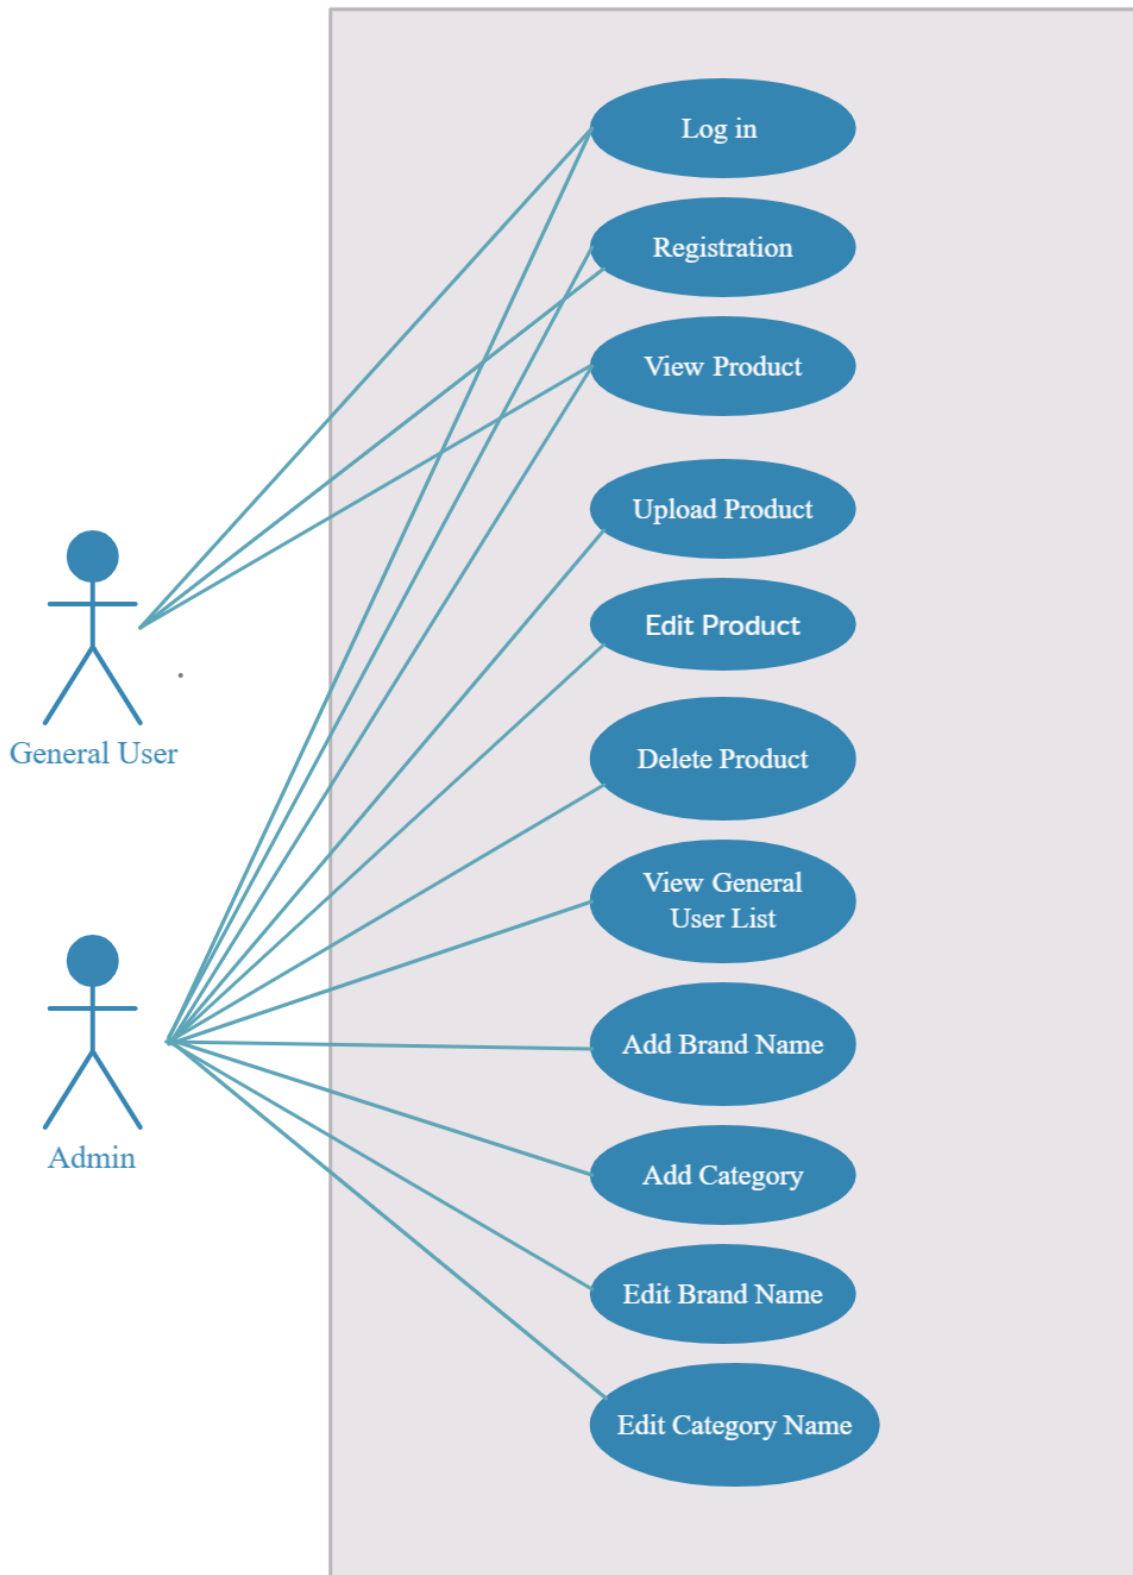 Log in
Registration
View Product
Upload Product
Edit Product
General User
Delete Product
View General
User List
Add Brand Name
Admin
Add Category
Edit Brand Name
Edit Category Name